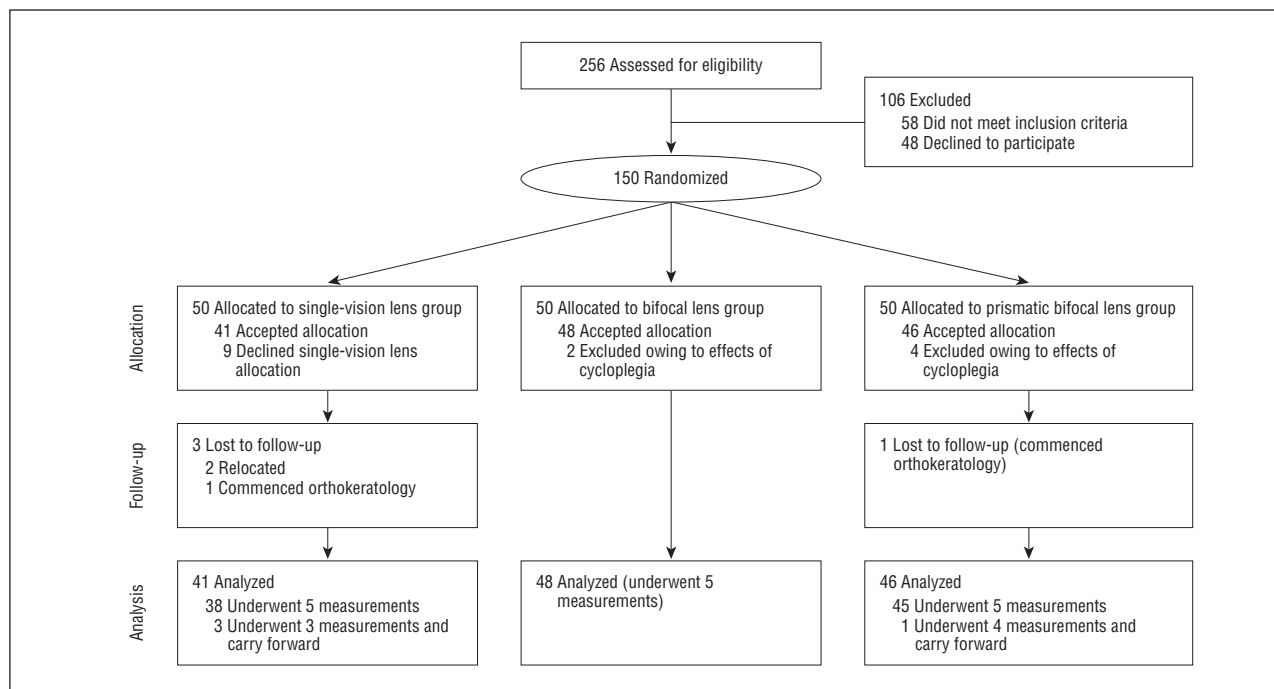 256 Assessed for eligibility
106 Excluded
58 Did not meet inclusion criteria
48 Declined to participate
150 Randomized
Allocation
50 Allocated to single-vision lens group
41 Accepted allocation
9 Declined single-vision lens
allocation
50 Allocated to bifocal lens group
48 Accepted allocation
2 Excluded owing to effects of
cycloplegia
50 Allocated to prismatic bifocal lens group
46 Accepted allocation
4 Excluded owing to effects of
cycloplegia
Follow-up
3 Lost to follow-up
2 Relocated
1 Commenced orthokeratology
1 Lost to follow-up (commenced
orthokeratology)
Analysis
41 Analyzed
38 Underwent 5 measurements
3 Underwent 3 measurements and
carry forward
48 Analyzed (underwent 5
measurements)
46 Analyzed
45 Underwent 5 measurements
1 Underwent 4 measurements and
carry forward